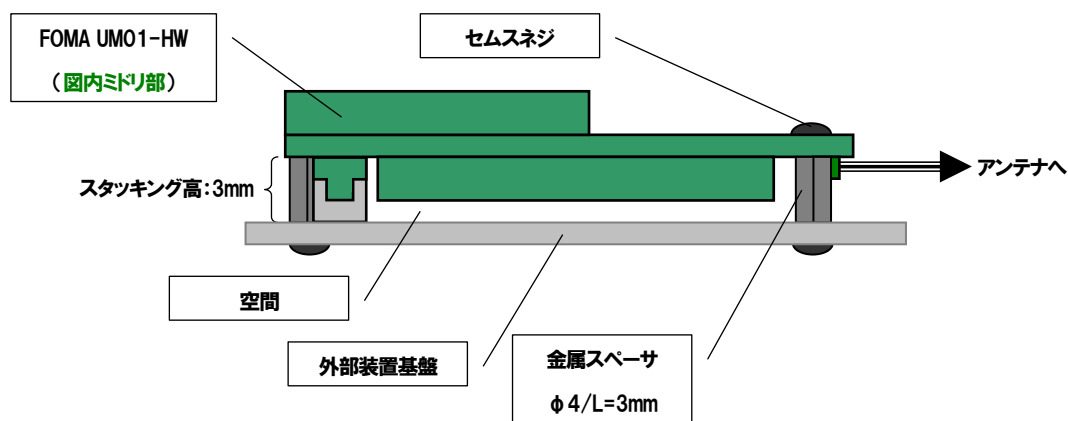 FOMA UM01-HW
（図内ミドリ部）
セムスネジ
スタッキング高：3mm
アンテナへ
空間
外部装置基盤
金属スペーサ
φ4/L=3mm